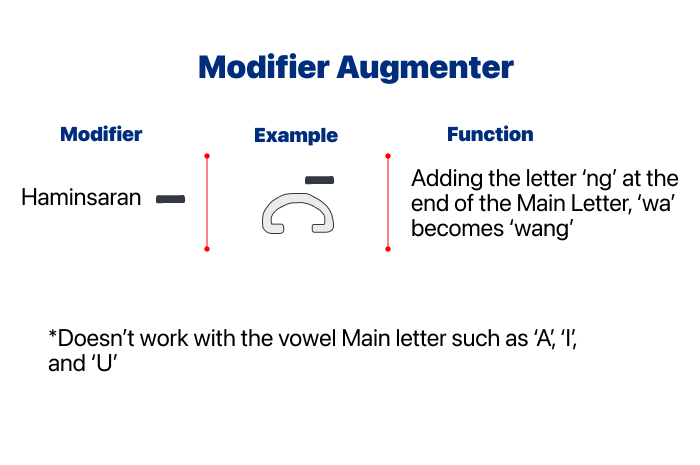 Modifier Augmenter
Modifier
Example
Function
Haminsaran
Adding the letter ‘ng’ at the
end of the Main Letter, ‘wa’
becomes ‘wang’
*Doesn’t work with the vowel Main letter such as ‘A’, ‘I’,
and ‘U’